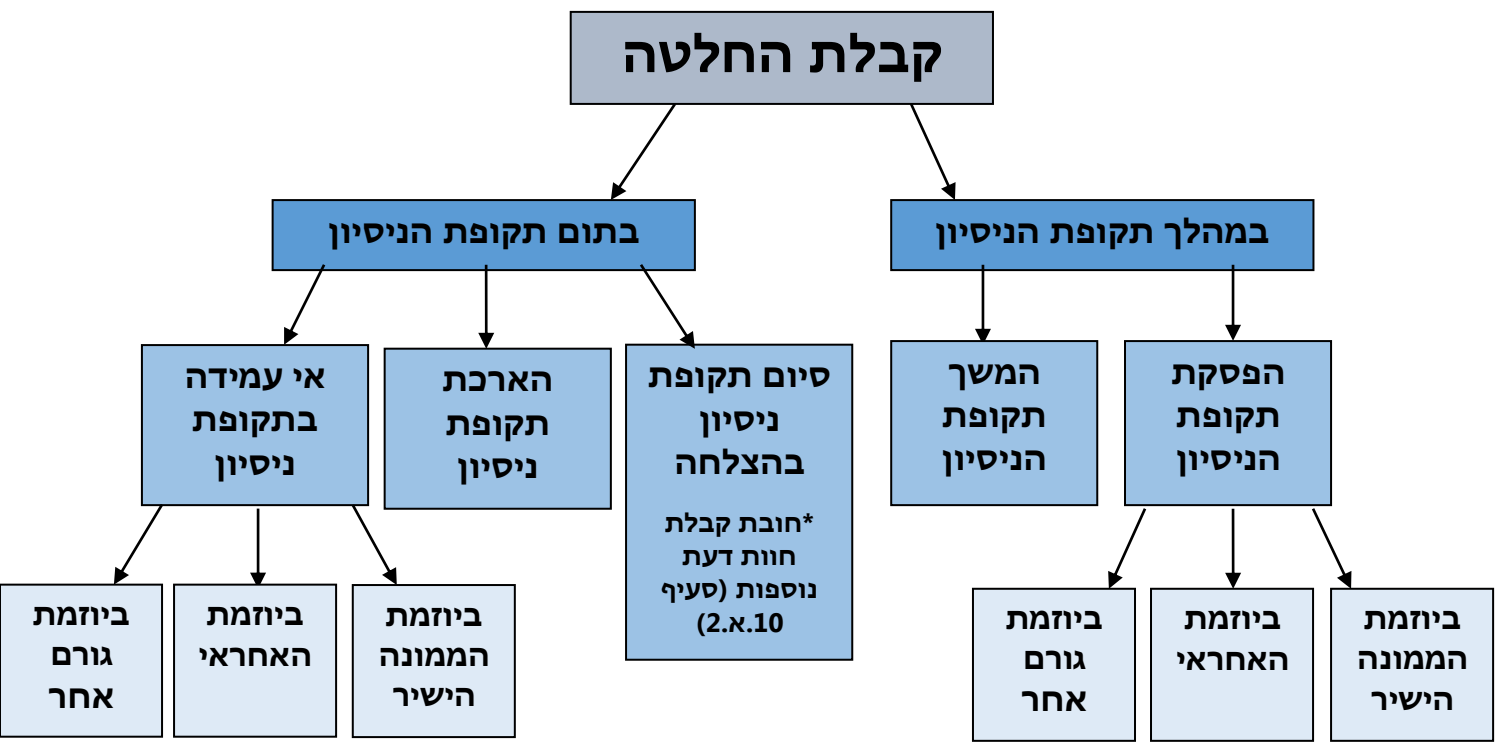 קבלת החלטה
במהלך תקופת הניסיון
בתום תקופת הניסיון
הפסקת
תקופת
הניסיון
המשך
תקופת
הניסיון
סיום תקופת
ניסיון
בהצלחה
*חובת קבלת
חוות דעת
נוספות (סעיף
10.א.2)
הארכת
תקופת
ניסיון
אי עמידה
בתקופת
ניסיון
ביוזמת
הממונה
הישיר
ביוזמת
האחראי
ביוזמת
גורם
אחר
ביוזמת
הממונה
הישיר
ביוזמת
האחראי
ביוזמת
גורם
אחר